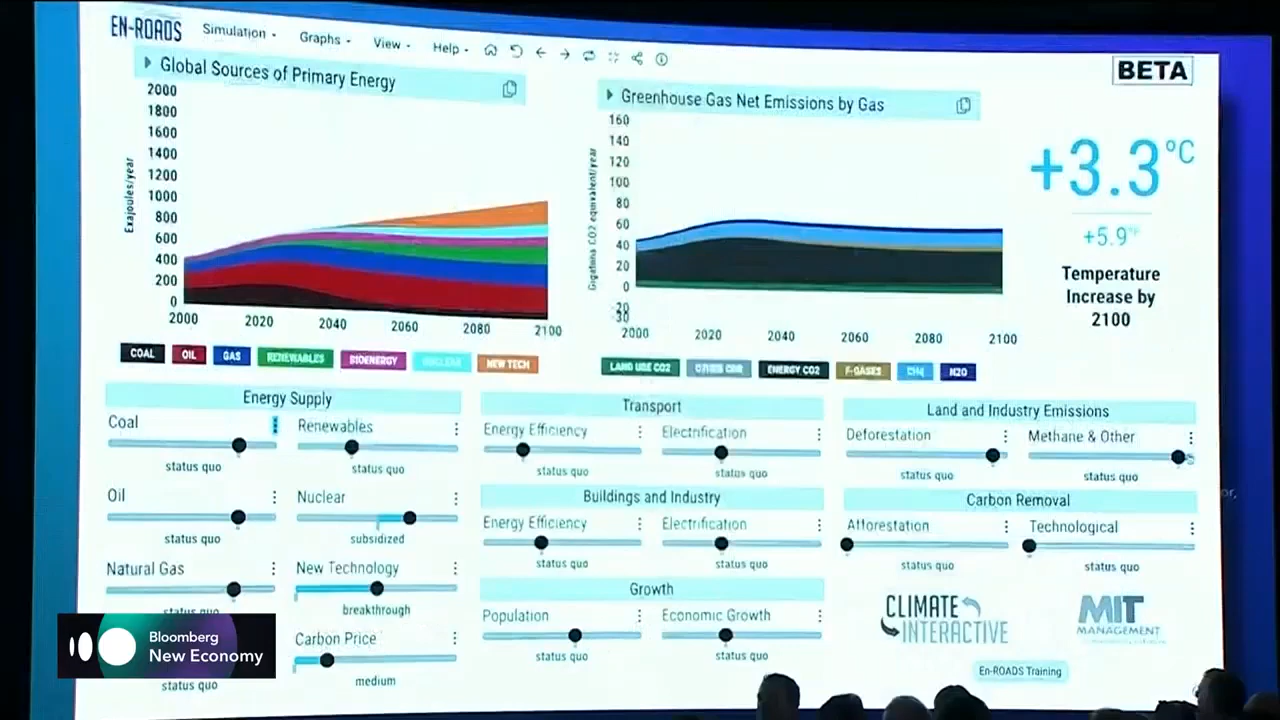 EN-ROADS
Simulation
Graphs
View
Help
BETA
Global Sources of Primary Energy
Exajoules/year
2000
1800
1600
1400
1200
1000
800
600
400
200
0
2000 2020 2040 2060 2080 2100
COAL OIL GAS RENEWABLES BIOENERGY NUCLEAR NEW TECH
Greenhouse Gas Net Emissions by Gas
Gigatons CO2 equivalent/year
160
140
120
100
80
60
40
20
0
20
30
2000 2020 2040 2060 2080 2100
LAND USE CO2 OTHER CDR ENERGY CO2 F-GASES CH4 N2O
+3.3°C
+5.9°F
Temperature
Increase by
2100
Energy Supply
Coal
status quo
Renewables
status quo
Oil
status quo
Nuclear
subsidized
Natural Gas
status quo
New Technology
breakthrough
Carbon Price
medium
status quo
Transport
Energy Efficiency
status quo
Electrification
status quo
Buildings and Industry
Energy Efficiency
status quo
Electrification
status quo
Growth
Population
status quo
Economic Growth
status quo
Land and Industry Emissions
Deforestation
status quo
Methane & Other
status quo
Carbon Removal
Afforestation
status quo
Technological
status quo
CLIMATE
INTERACTIVE
MIT
MANAGEMENT
En-ROADS Training
Bloomberg
New Economy